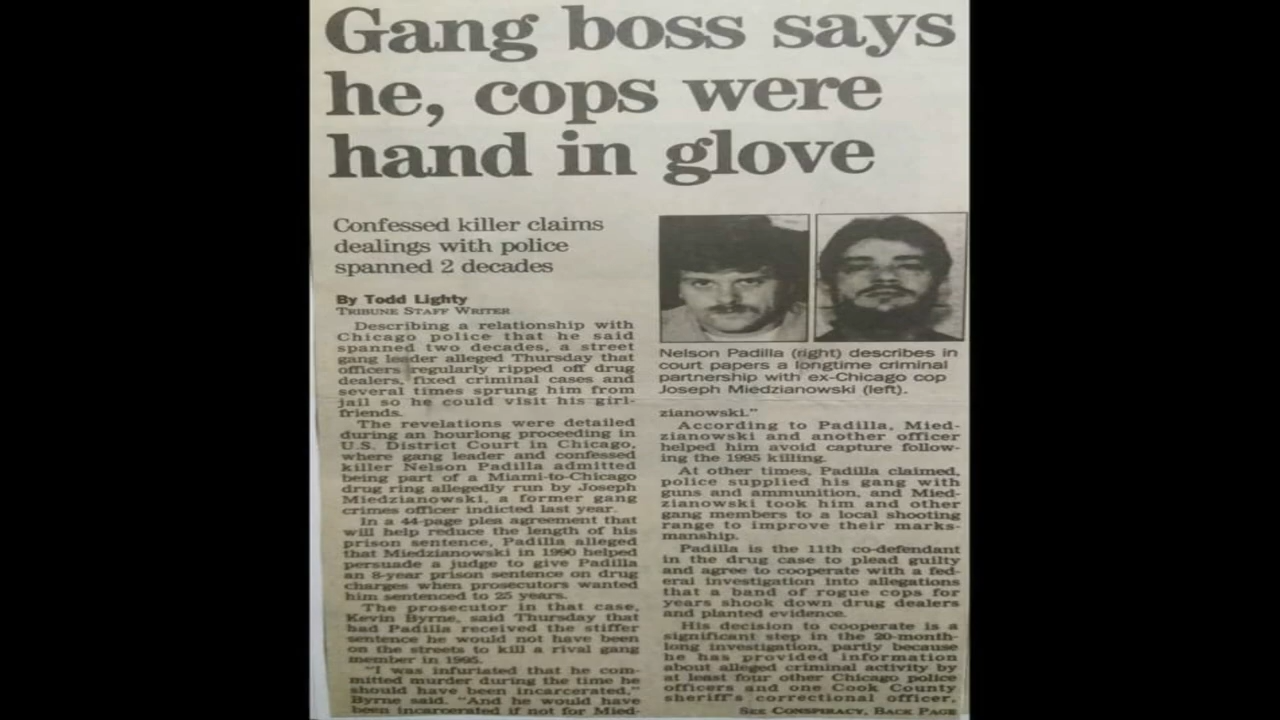 Gang boss says
he, cops were
hand in glove
Confessed killer claims
dealings with police
spanned 2 decades
By Todd Lighty
TRIBUNE STAFF WRITER
Describing a relationship with
Chicago police that he said
spanned two decades, a street
gang leader alleged Thursday that
officers regularly ripped off drug
dealers, fixed criminal cases and
several times sprung him from
jail so he could visit his girl-
friends.
The revelations were detailed
during an hourlong proceeding in
U.S. District Court in Chicago,
where gang leader and confessed
killer Nelson Padilla admitted
being part of a Miami-to-Chicago
drug ring allegedly run by Joseph
Miedzianowski, a former gang
crimes officer indicted last year.
In a 44-page plea agreement that
will help reduce the length of his
prison sentence, Padilla alleged
that Miedzianowski in 1990 helped
persuade a judge to give Padilla
an 8-year prison sentence on drug
charges when prosecutors wanted
him sentenced to 25 years.
The prosecutor in that case,
Kevin Byrne, said Thursday that
had Padilla received the stiffer
sentence he would not have been
on the streets to kill a rival gang
member in 1995.
"I was infuriated that he com-
mitted murder during the time he
should have been incarcerated,"
Byrne said. "And he would have
been incarcerated if not for Mied-
Nelson Padilla (right) describes in
court papers a longtime criminal
partnership with ex-Chicago cop
Joseph Miedzianowski (left).
zianowski."
According to Padilla, Mied-
zianowski and another officer
helped him avoid capture follow-
ing the 1995 killing.
At other times, Padilla claimed,
police supplied his gang with
guns and ammunition, and Mied-
zianowski took him and other
gang members to a local shooting
range to improve their marks-
manship.
Padilla is the 11th co-defendant
in the drug case to plead guilty
and agree to cooperate with a fed-
eral investigation into allegations
that a band of rogue cops for
years shook down drug dealers
and planted evidence.
His decision to cooperate is a
significant step in the 20-month-
long investigation, partly because
he has provided information
about alleged criminal activity by
at least four other Chicago police
officers and one Cook County
sheriff's correctional officer.
SEE CONSPIRACY, BACK PAGE